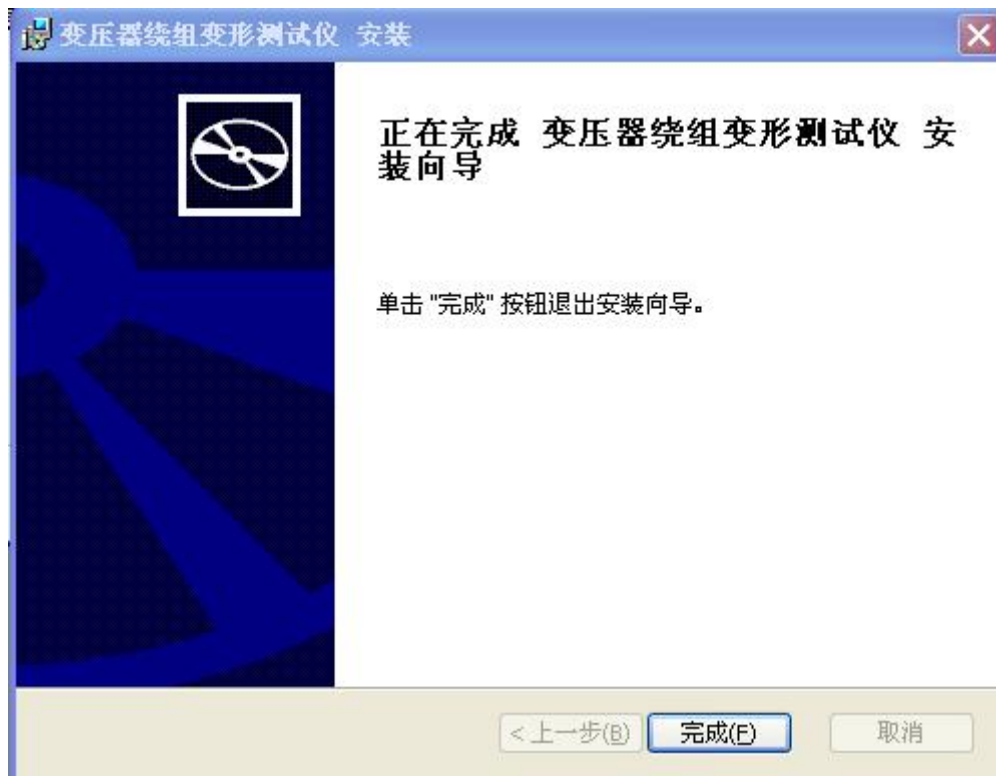 变压器绕组变形测试仪 安装
正在完成 变压器绕组变形测试仪 安
装向导
单击 "完成" 按钮退出安装向导。
<上一步(B) 完成(F) 取消